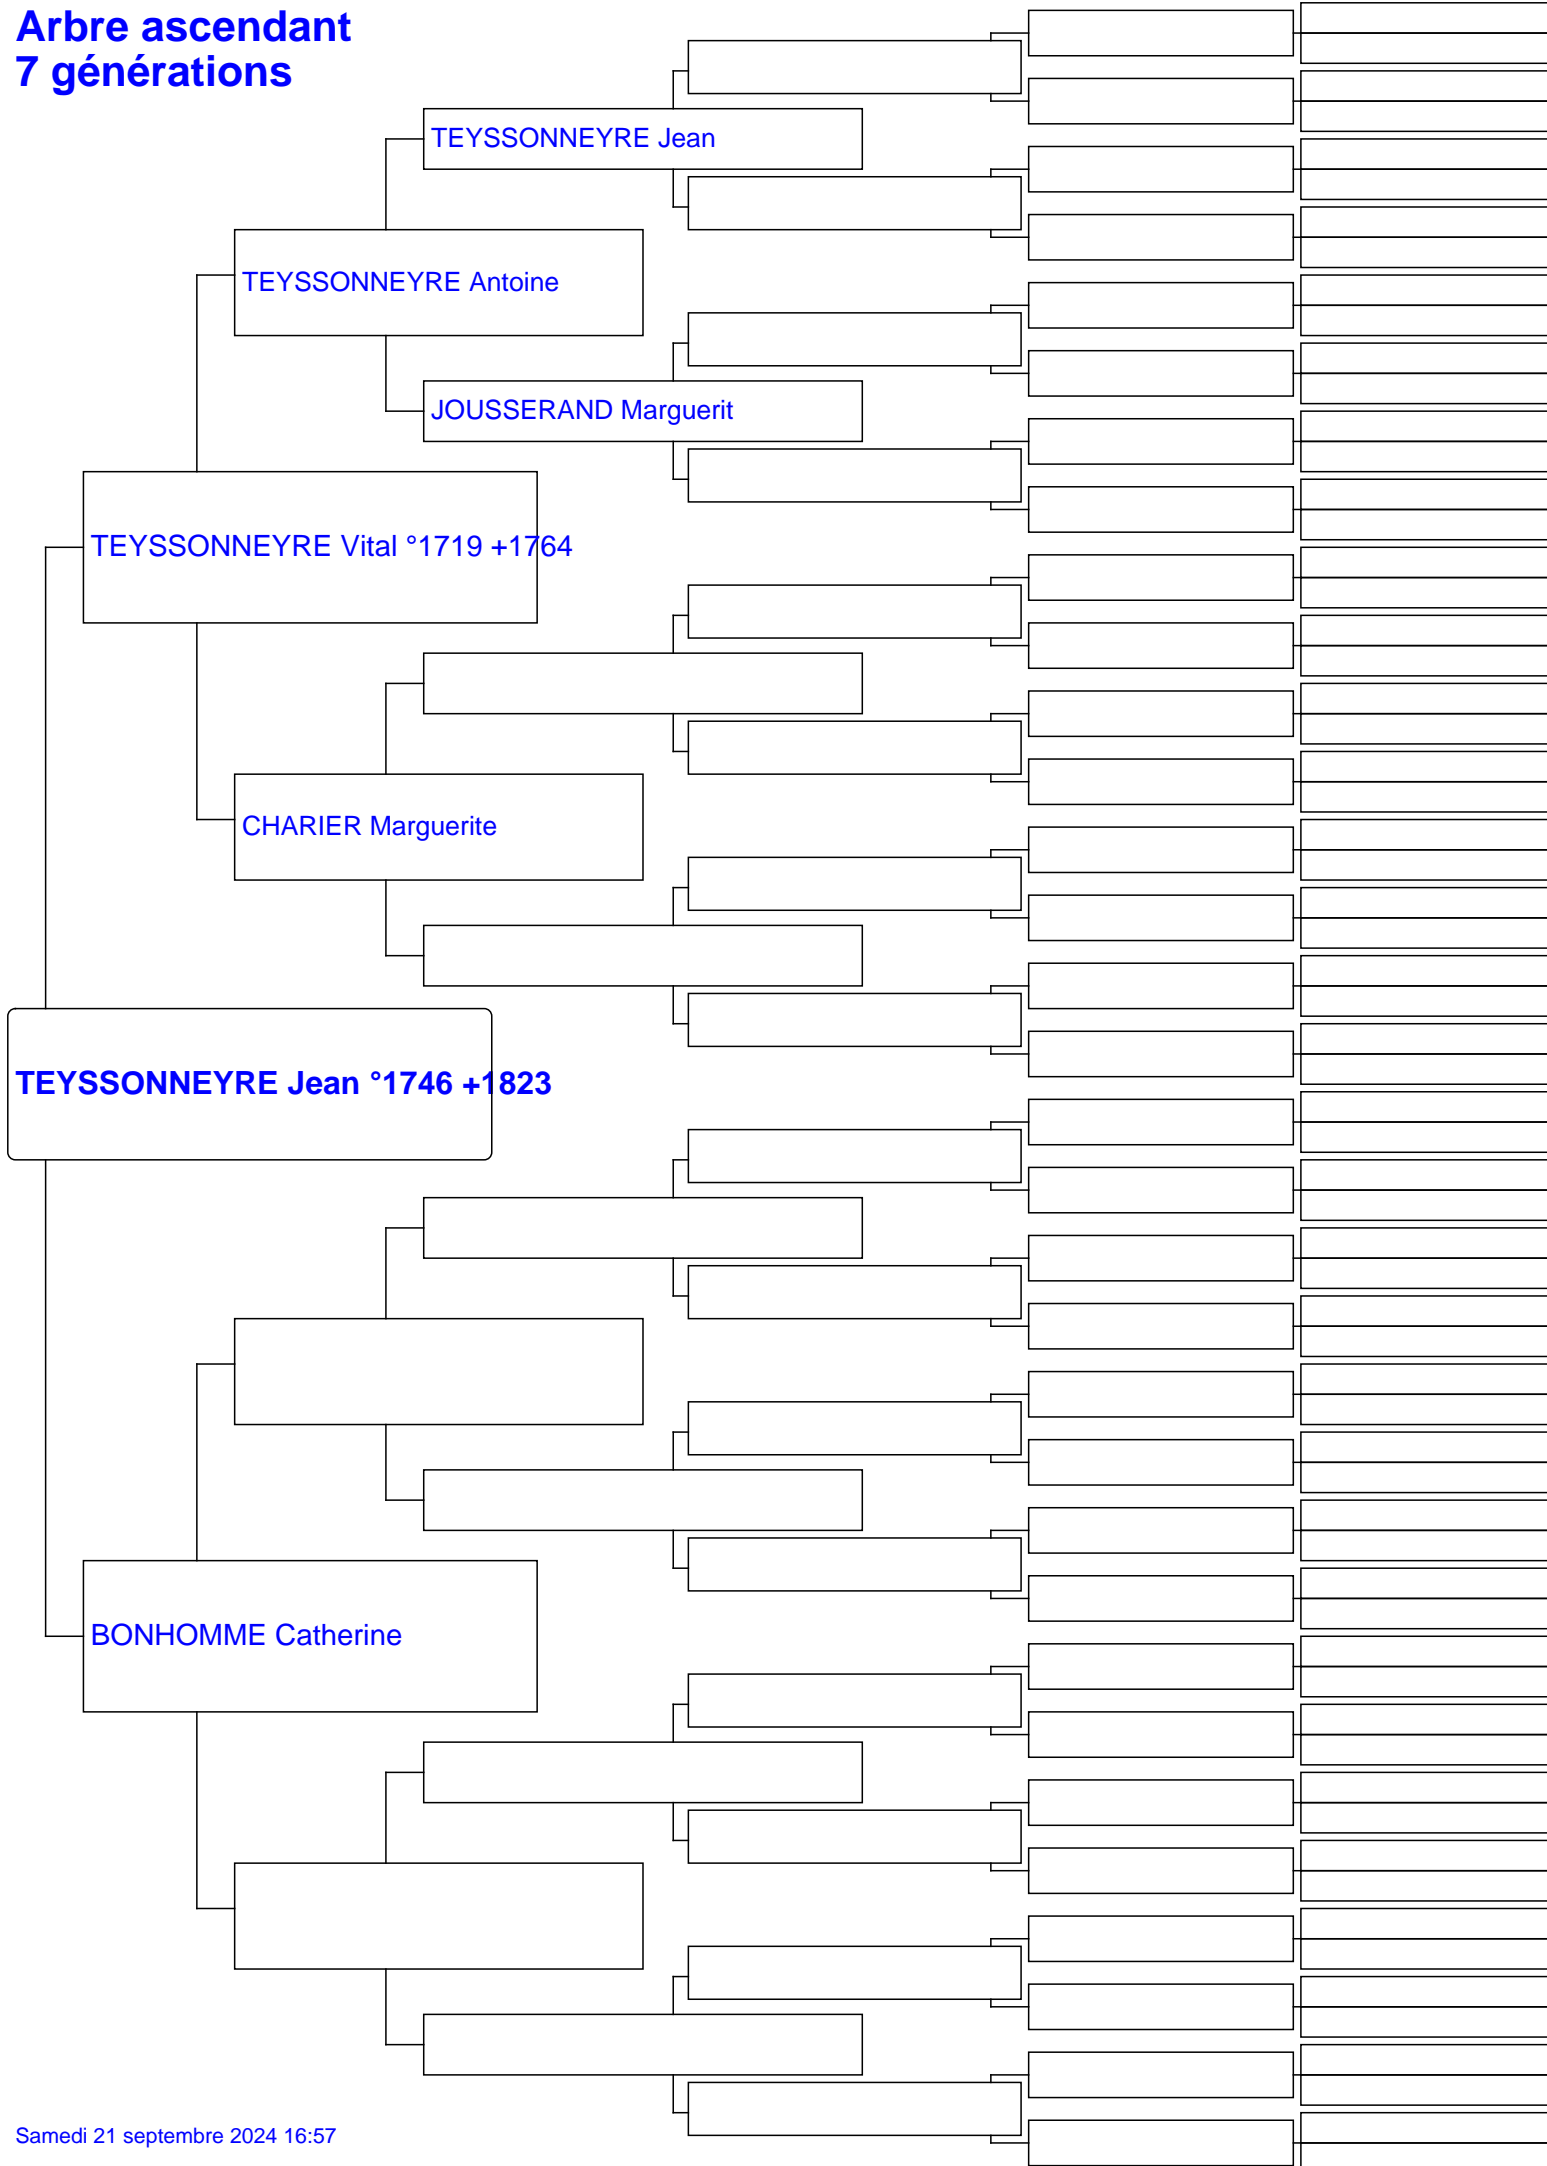 Arbre ascendant
7 générations
TEYSSONNEYRE Jean
TEYSSONNEYRE Antoine
JOUSSERAND Marguerit
TEYSSONNEYRE Vital °1719 +1764
CHARIER Marguerite
TEYSSONNEYRE Jean °1746 +1823
BONHOMME Catherine
Samedi 21 septembre 2024 16:57